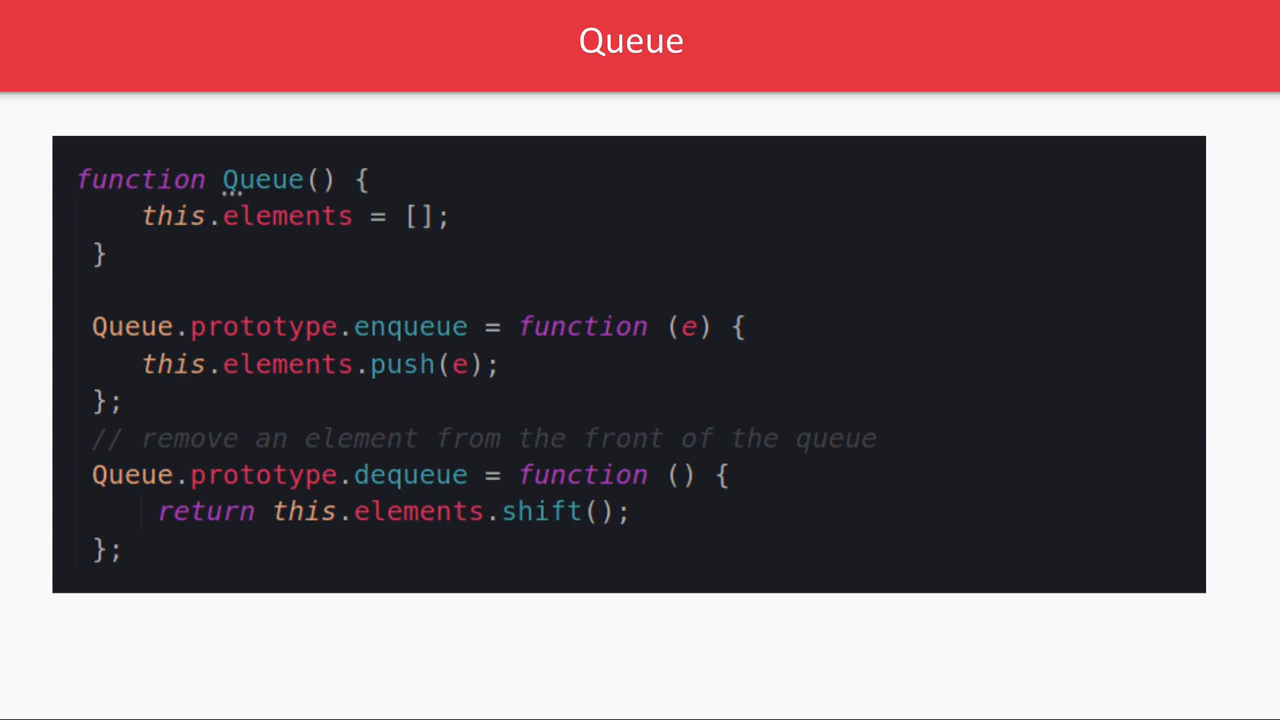 Queue
function Queue() {
    this.elements = [];
 }
 Queue.prototype.enqueue = function (e) {
    this.elements.push(e);
 };
 // remove an element from the front of the queue
 Queue.prototype.dequeue = function () {
     return this.elements.shift();
 };